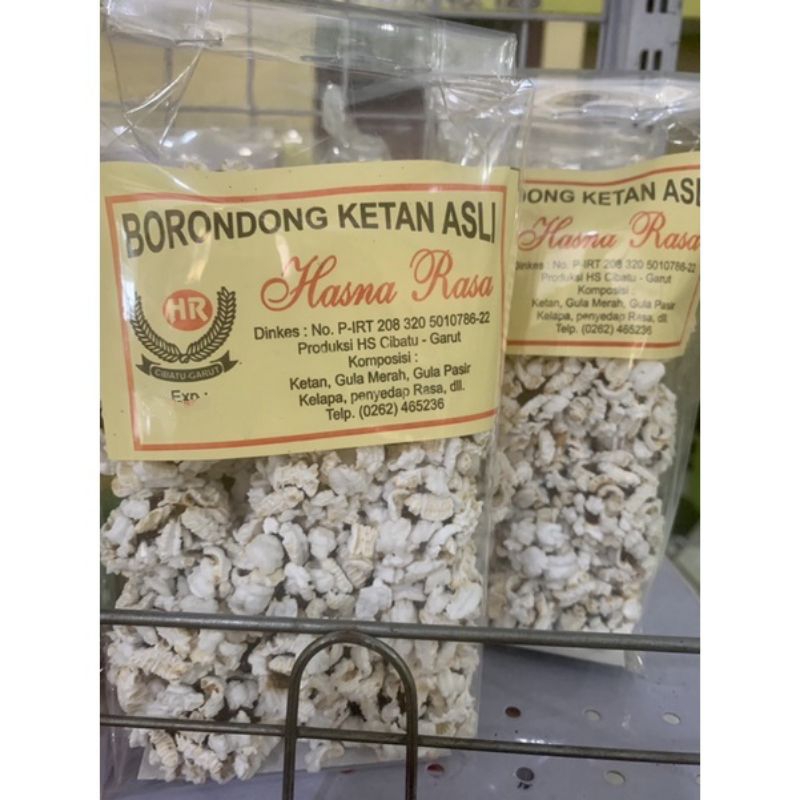 BORONDONG KETAN ASLI
Hasna Rasa
HR
CIBATU-GARUT
Dinkes : No. P-IRT 208 320 5010786-22
Produksi HS Cibatu - Garut
Komposisi :
Ketan, Gula Merah, Gula Pasir
Kelapa, penyedap Rasa, dll.
Telp. (0262) 465236
Exp :
ONG KETAN ASLI
Hasna Rasa
Dinkes : No. P-IRT 208 320 5010786-22
Produksi HS Cibatu - Garut
Komposisi :
Ketan, Gula Merah, Gula Pasir
Kelapa, penyedap Rasa, dll.
Telp. (0262) 465236